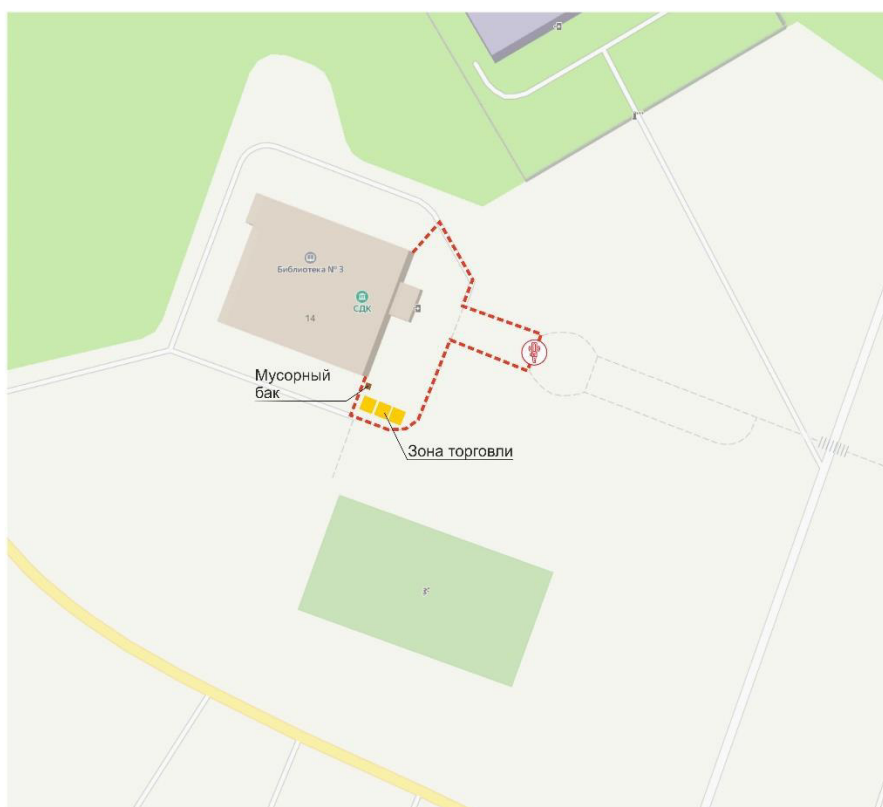 Библиотека № 3
СДК
14
Мусорный
бак
Зона торговли